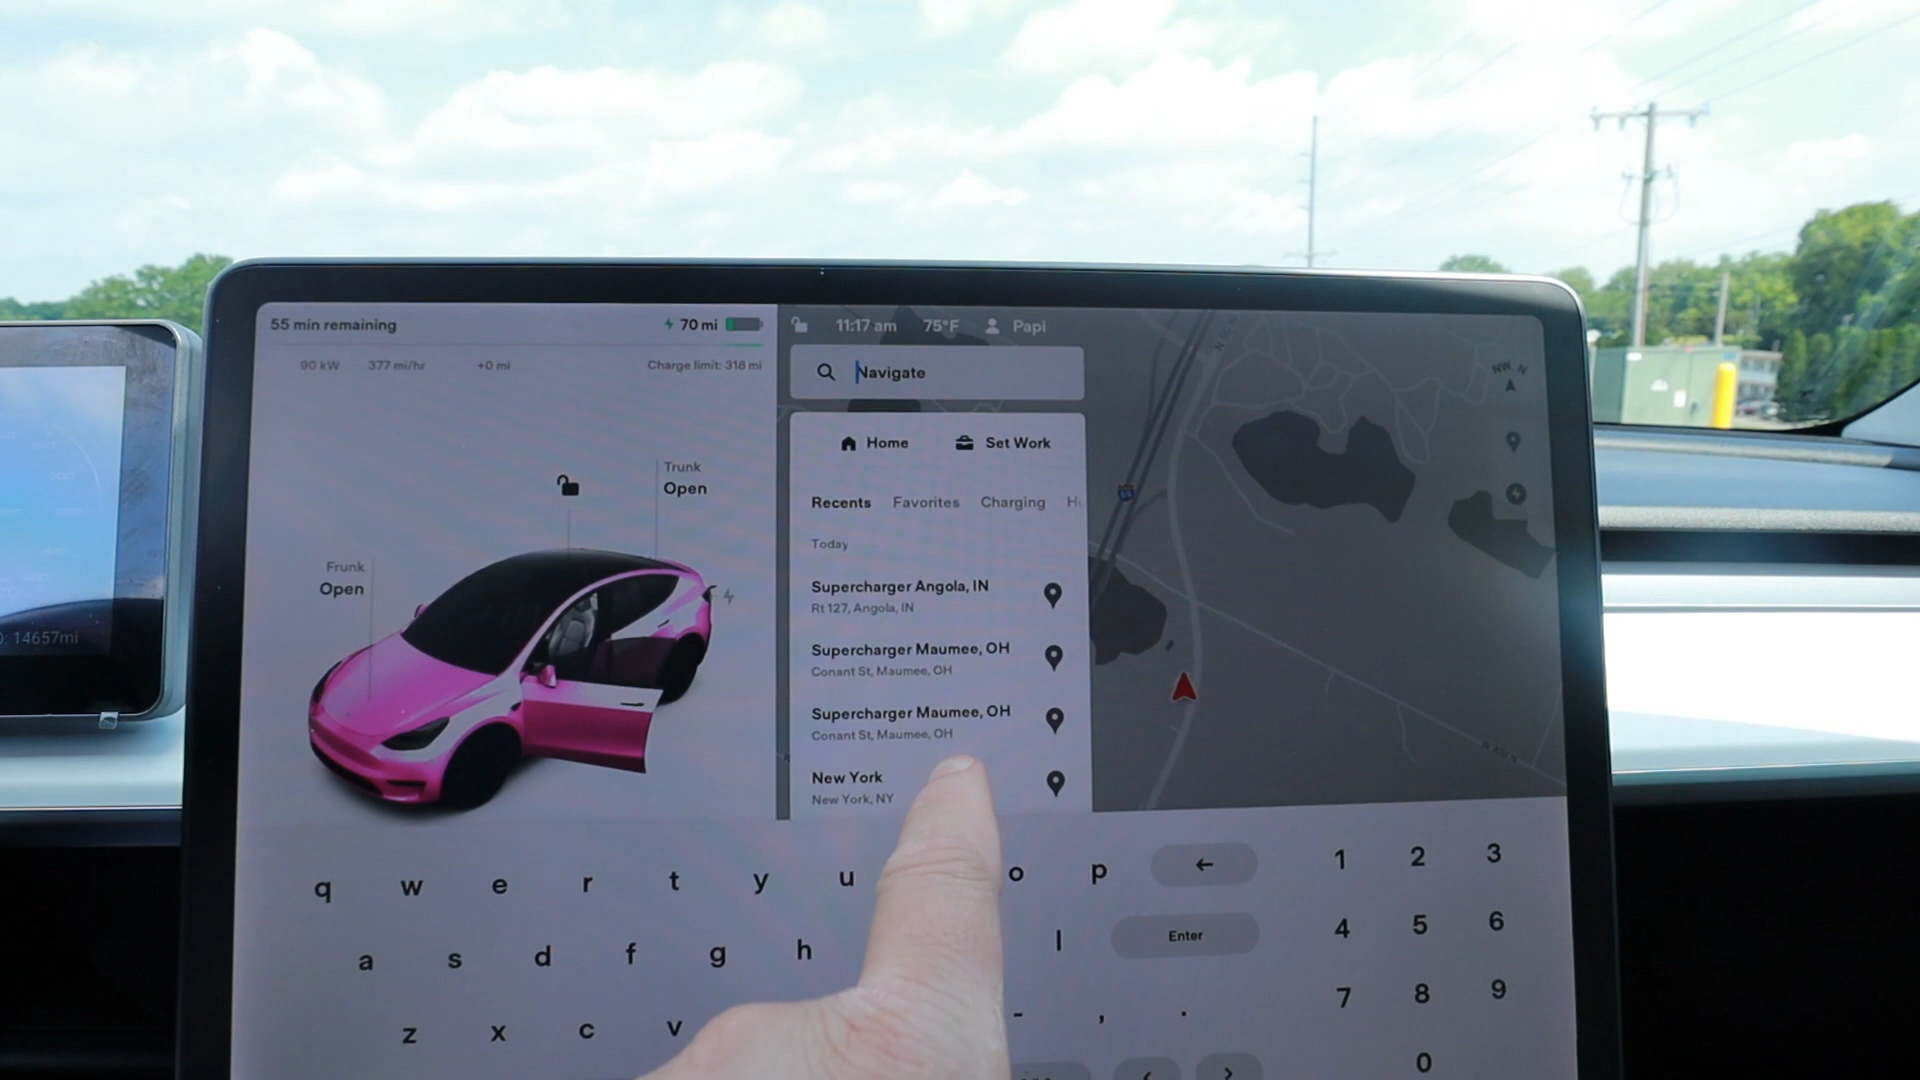 55 min remaining
70 mi
90 kW 377 mi/hr +0 mi Charge limit: 318 mi
Trunk
Open
Frunk
Open
11:17 am 75°F Papi
Navigate
Home Set Work
Recents Favorites Charging
Today
Supercharger Angola, IN
Rt 127, Angola, IN
Supercharger Maumee, OH
Conant St, Maumee, OH
Supercharger Maumee, OH
Conant St, Maumee, OH
New York
New York, NY
NW N
69
14657mi
q w e r t y u o p ← 1 2 3
a s d f g h l Enter 4 5 6
z x c v - , . 7 8 9
< > 0